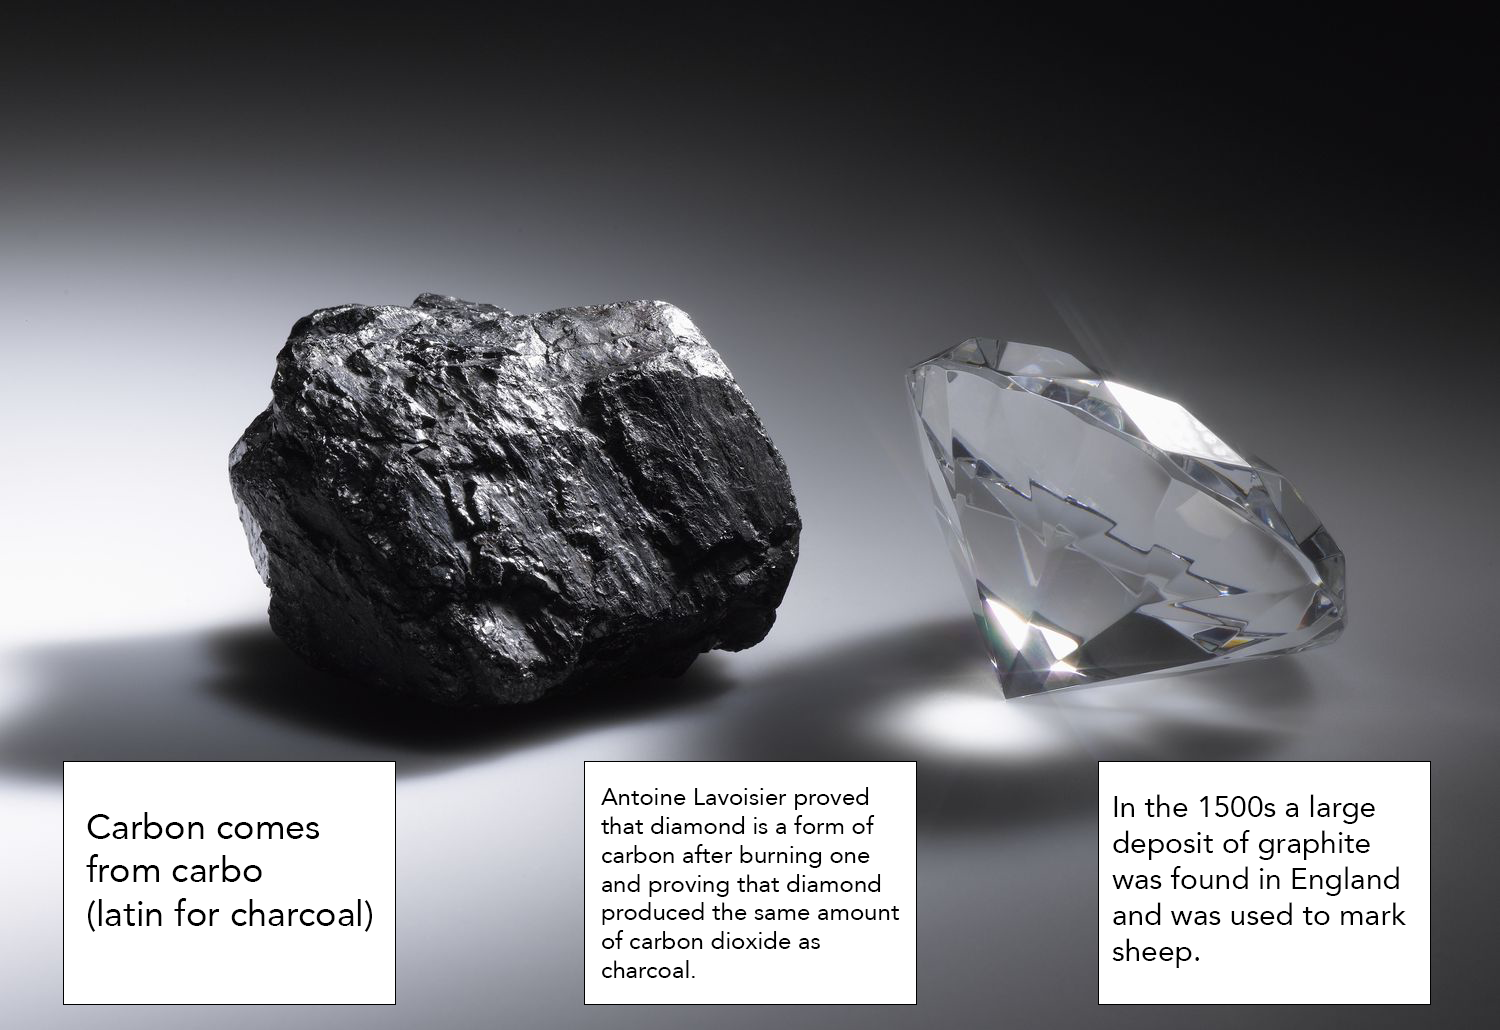 Carbon comes
from carbo
(latin for charcoal)
Antoine Lavoisier proved
that diamond is a form of
carbon after burning one
and proving that diamond
produced the same amount
of carbon dioxide as
charcoal.
In the 1500s a large
deposit of graphite
was found in England
and was used to mark
sheep.